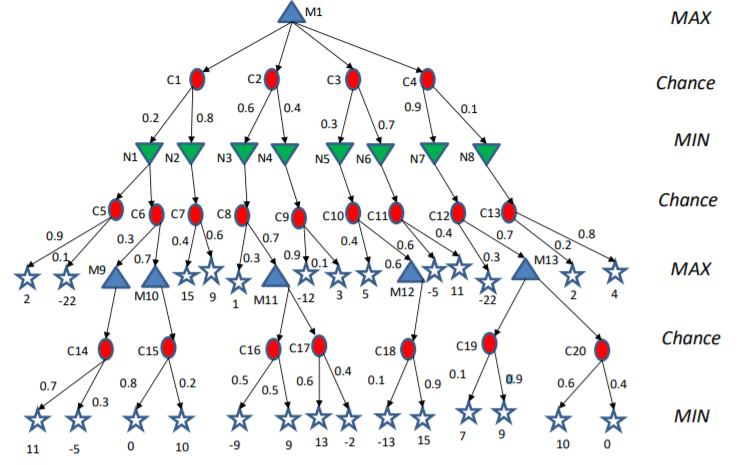 M1 MAX
C1 C2 C3 C4 Chance
0.2 0.8 0.6 0.4 0.3 0.7 0.9 0.1
N1 N2 N3 N4 N5 N6 N7 N8 MIN
C5 C6 C7 C8 C9 C10 C11 C12 C13 Chance
0.9 0.1 0.3 0.7 0.4 0.6 0.3 0.7 0.9 0.1 0.4 0.6 0.6 0.4 0.3 0.7 0.2 0.8
M9 M10 M11 M12 M13 MAX
2 -22 15 9 1 -12 3 5 -5 11 -22 2 4
C14 C15 C16 C17 C18 C19 C20 Chance
0.7 0.3 0.8 0.2 0.5 0.5 0.6 0.4 0.1 0.9 0.1 0.9 0.6 0.4
MIN
11 -5 0 10 -9 9 13 -2 -13 15 7 9 10 0